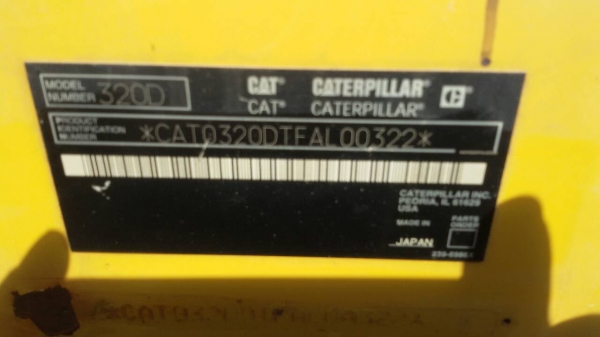 MODEL NUMBER 320D
CAT CATERPILLAR C
CAT CATERPILLAR
PRODUCT IDENTIFICATION NUMBER *CAT0320DTFAL00322*
CATERPILLAR INC.
PEORIA, IL 61629
USA
MADE IN PARTS ORDER
JAPAN